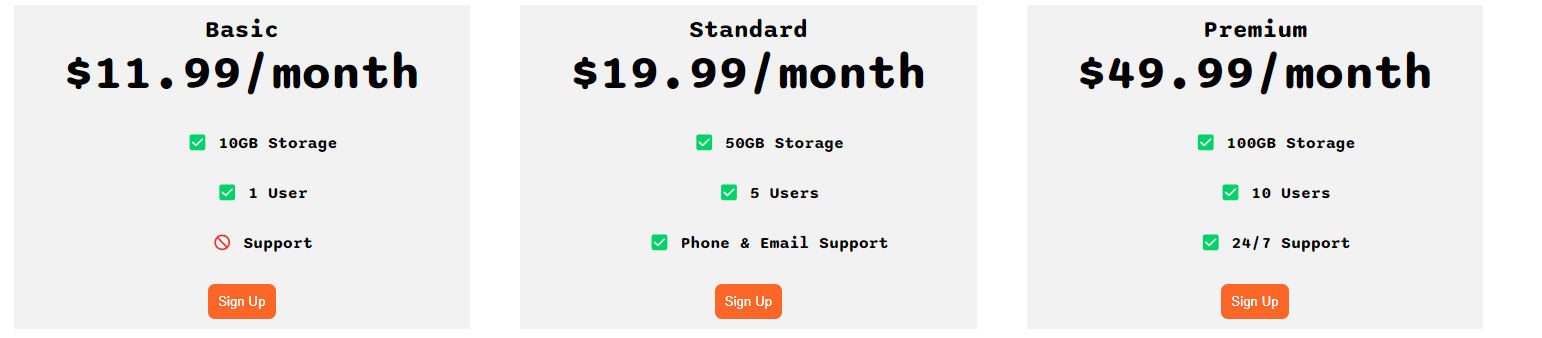 Basic
$11.99/month
10GB Storage
1 User
Support
Sign Up
Standard
$19.99/month
50GB Storage
5 Users
Phone & Email Support
Sign Up
Premium
$49.99/month
100GB Storage
10 Users
24/7 Support
Sign Up